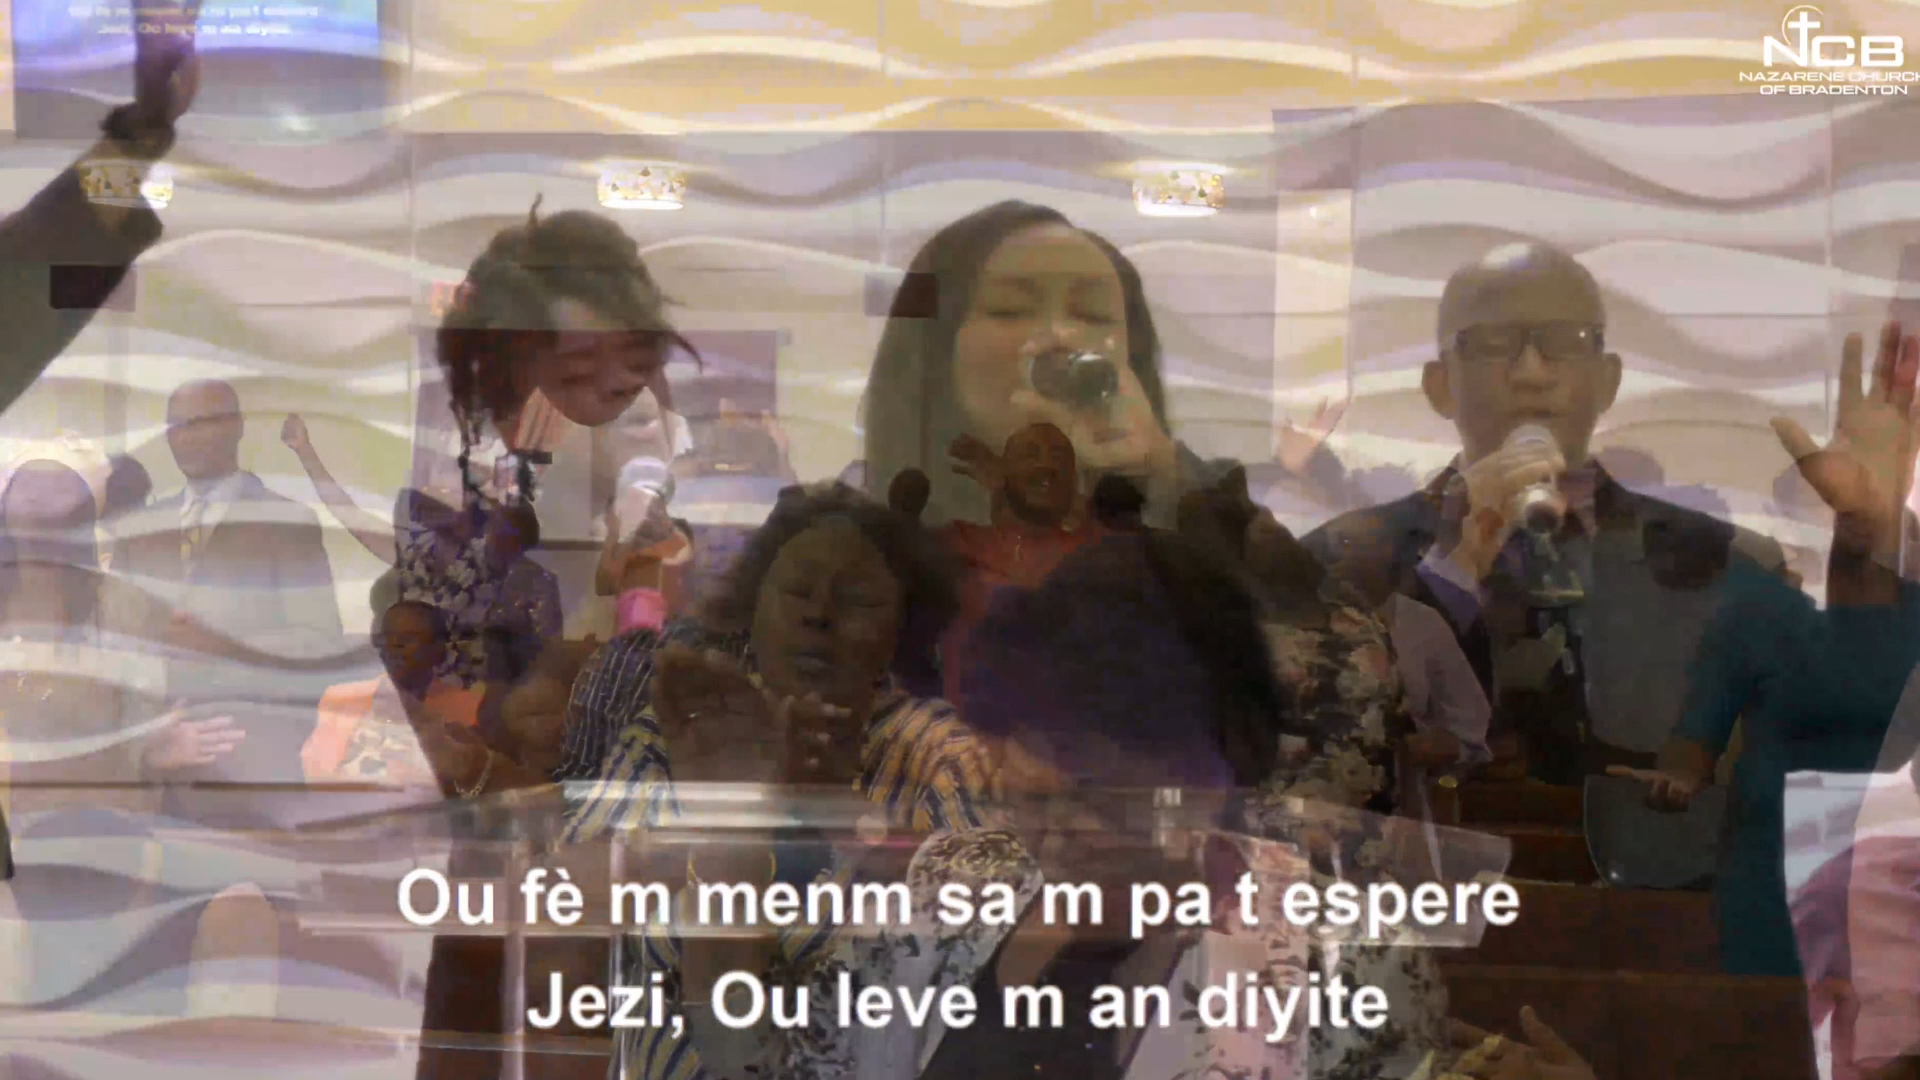 NCB
NAZARENE CHURCH
OF BRADENTON
Ou fè m menm sa m pa t espere
Jezi, Ou leve m an diyite